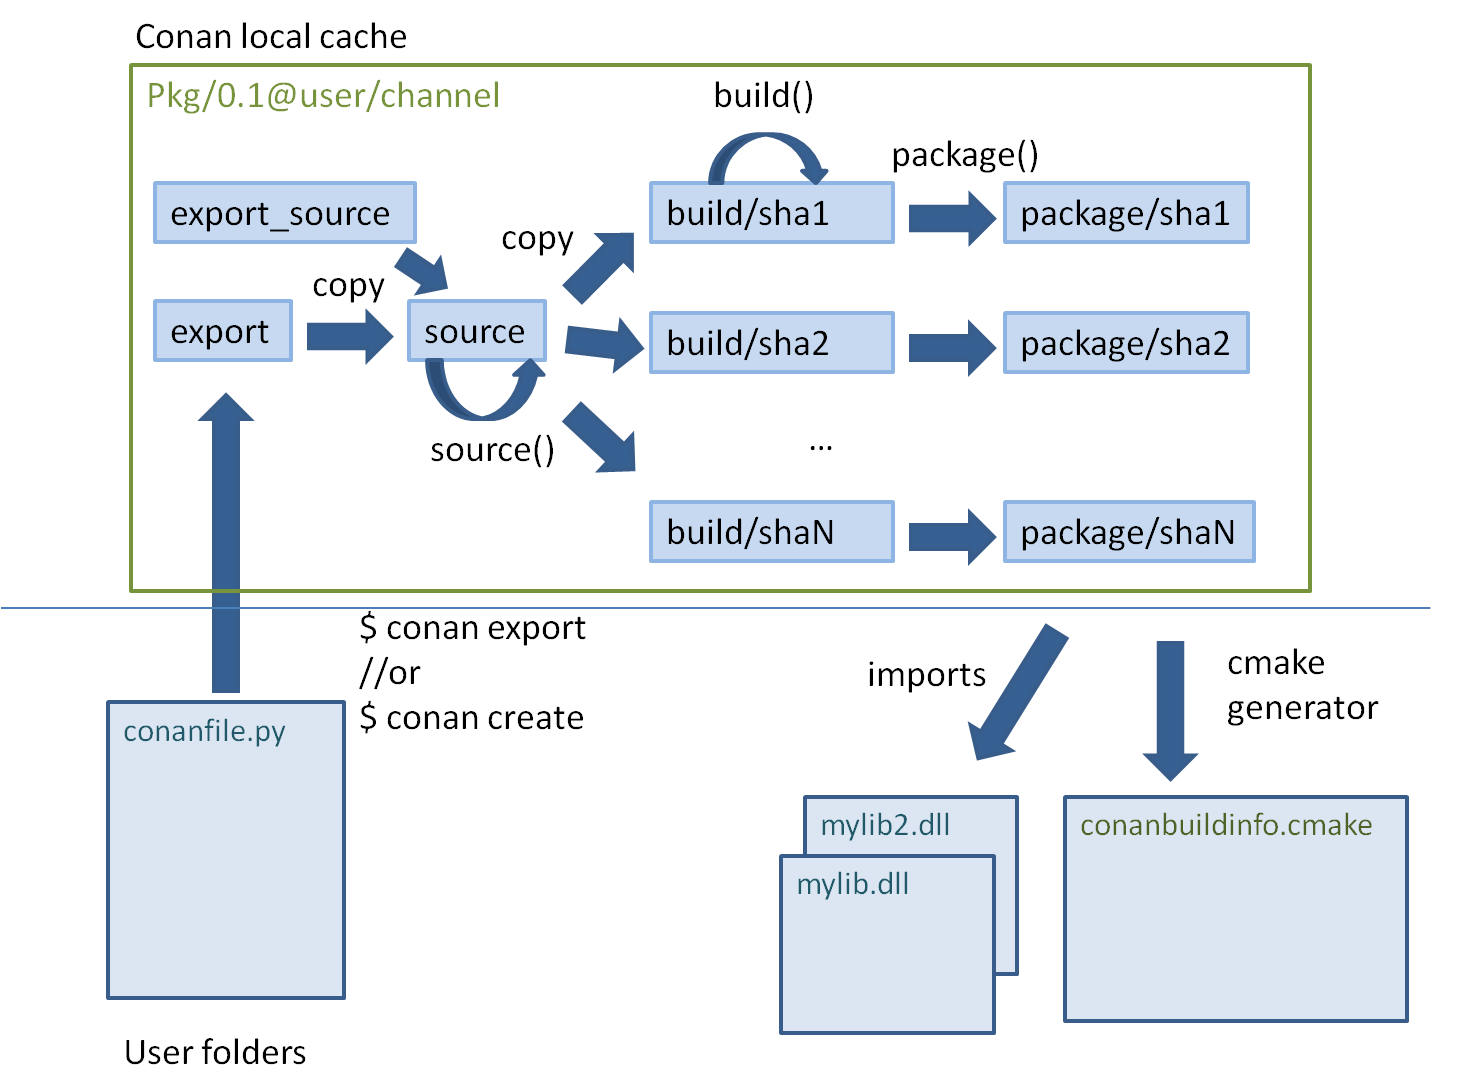 Conan local cache
Pkg/0.1@user/channel
build()
package()
export_source
build/sha1
package/sha1
copy
copy
export
source
build/sha2
package/sha2
source()
...
build/shaN
package/shaN
$ conan export
//or
$ conan create
imports
cmake
generator
conanfile.py
mylib2.dll
conanbuildinfo.cmake
mylib.dll
User folders